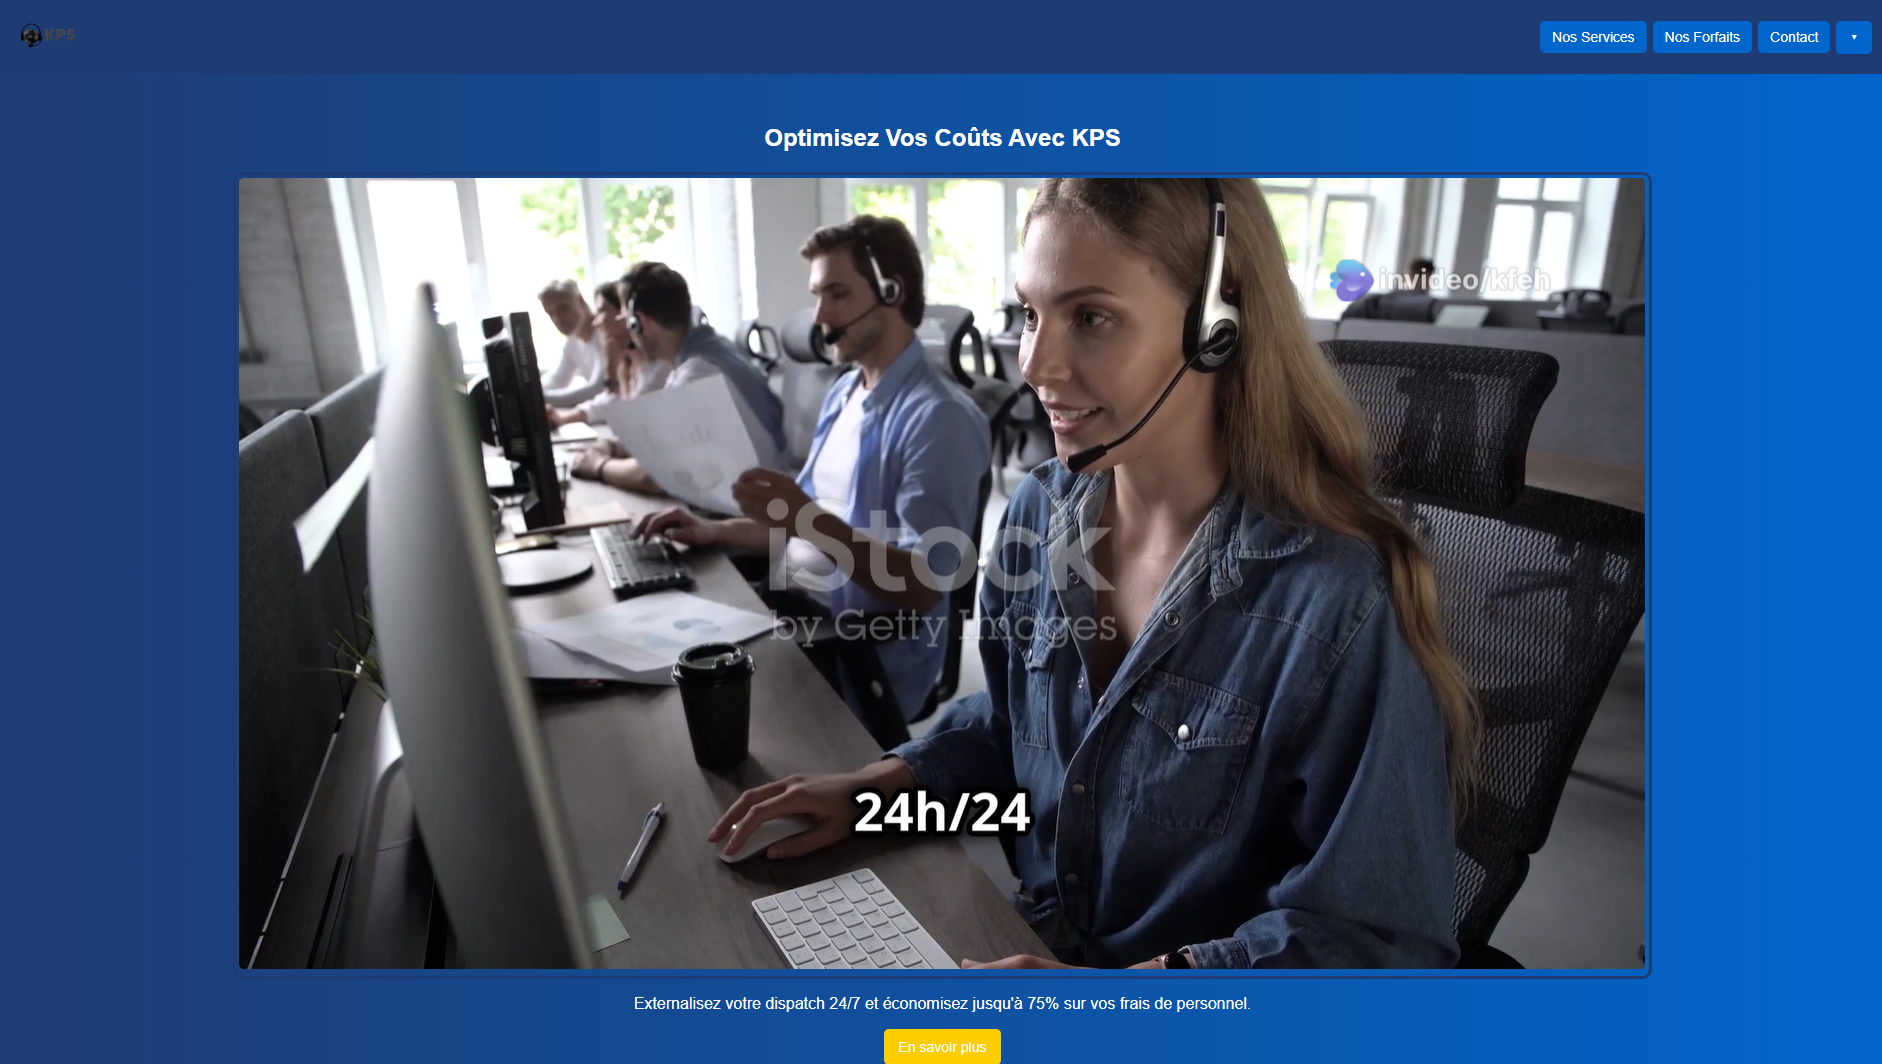 KPS
Nos Services
Nos Forfaits
Contact
Optimisez Vos Coûts Avec KPS
invideo/kfeh
iStock
by Getty Images
24h/24
Externalisez votre dispatch 24/7 et économisez jusqu'à 75% sur vos frais de personnel.
En savoir plus